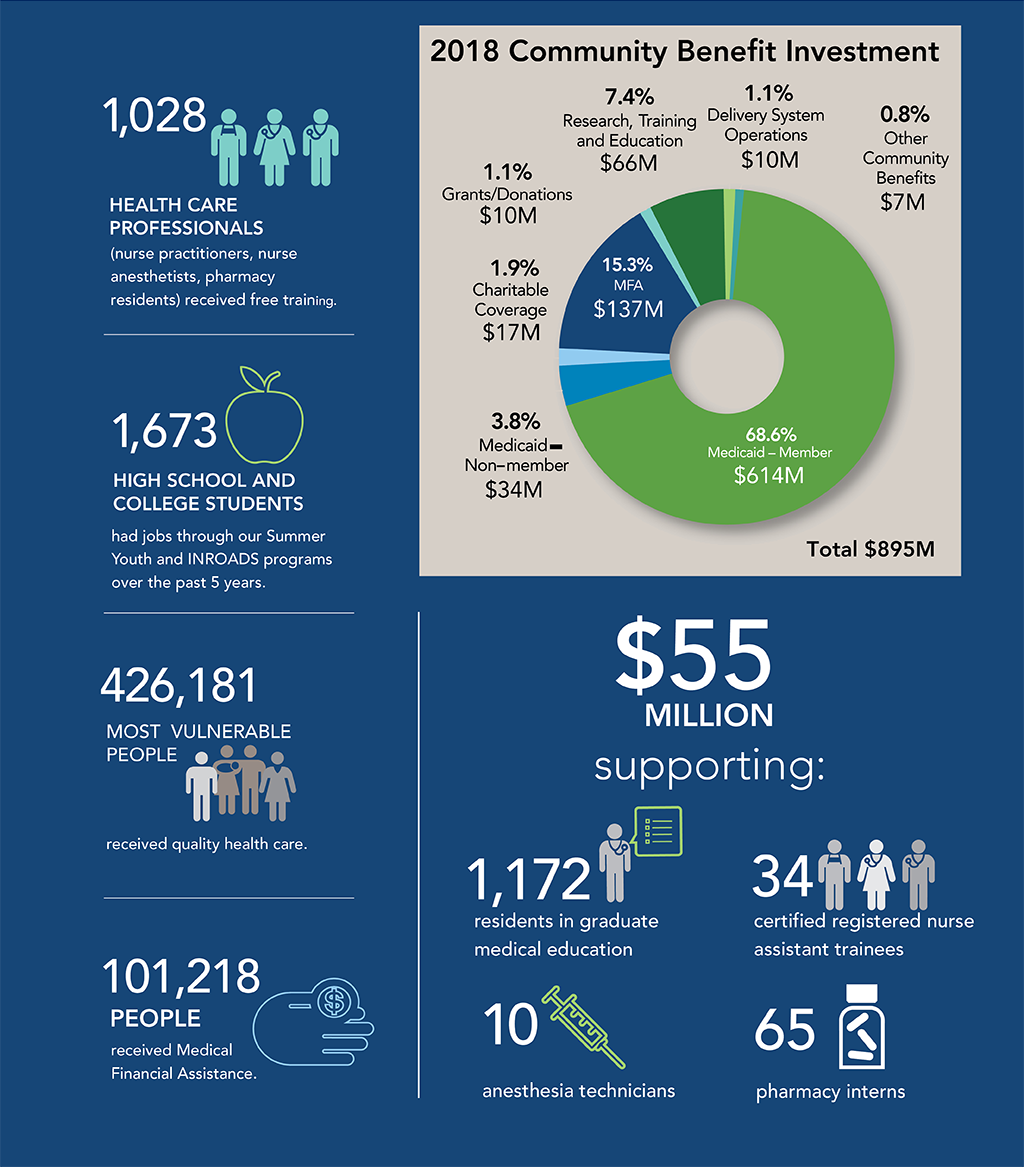 1,028
HEALTH CARE
PROFESSIONALS
(nurse practitioners, nurse
anesthetists, pharmacy
residents) received free training.
1,673
HIGH SCHOOL AND
COLLEGE STUDENTS
had jobs through our Summer
Youth and INROADS programs
over the past 5 years.
426,181
MOST VULNERABLE
PEOPLE
received quality health care.
101,218
PEOPLE
$
received Medical
Financial Assistance.
2018 Community Benefit Investment
7.4%
Research, Training
and Education
$66M
1.1%
Delivery System
Operations
$10M
0.8%
Other
Community
Benefits
$7M
1.1%
Grants/Donations
$10M
15.3%
MFA
$137M
1.9%
Charitable
Coverage
$17M
3.8%
Medicaid–
Non–member
$34M
68.6%
Medicaid – Member
$614M
Total $895M
$55
MILLION
supporting:
1,172
residents in graduate
medical education
34
certified registered nurse
assistant trainees
10
anesthesia technicians
65
pharmacy interns